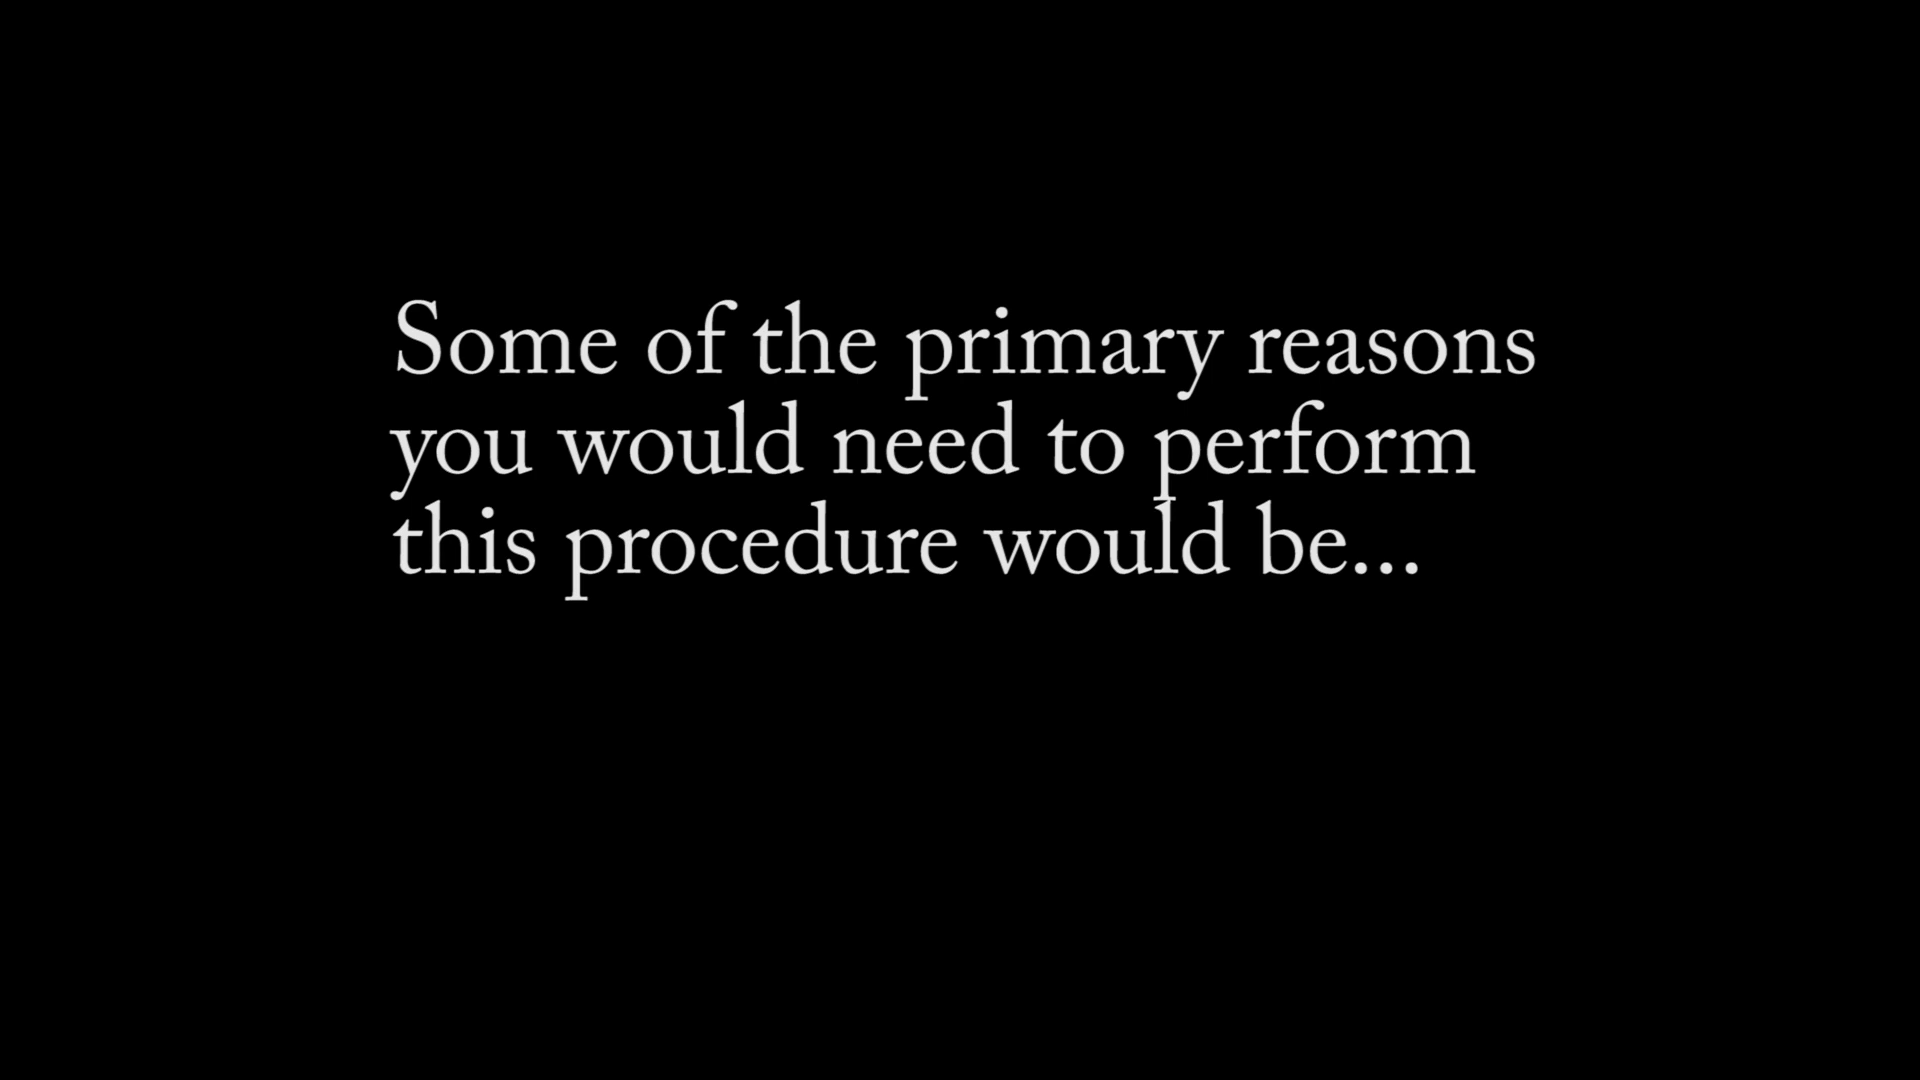 Some of the primary reasons
you would need to perform
this procedure would be...